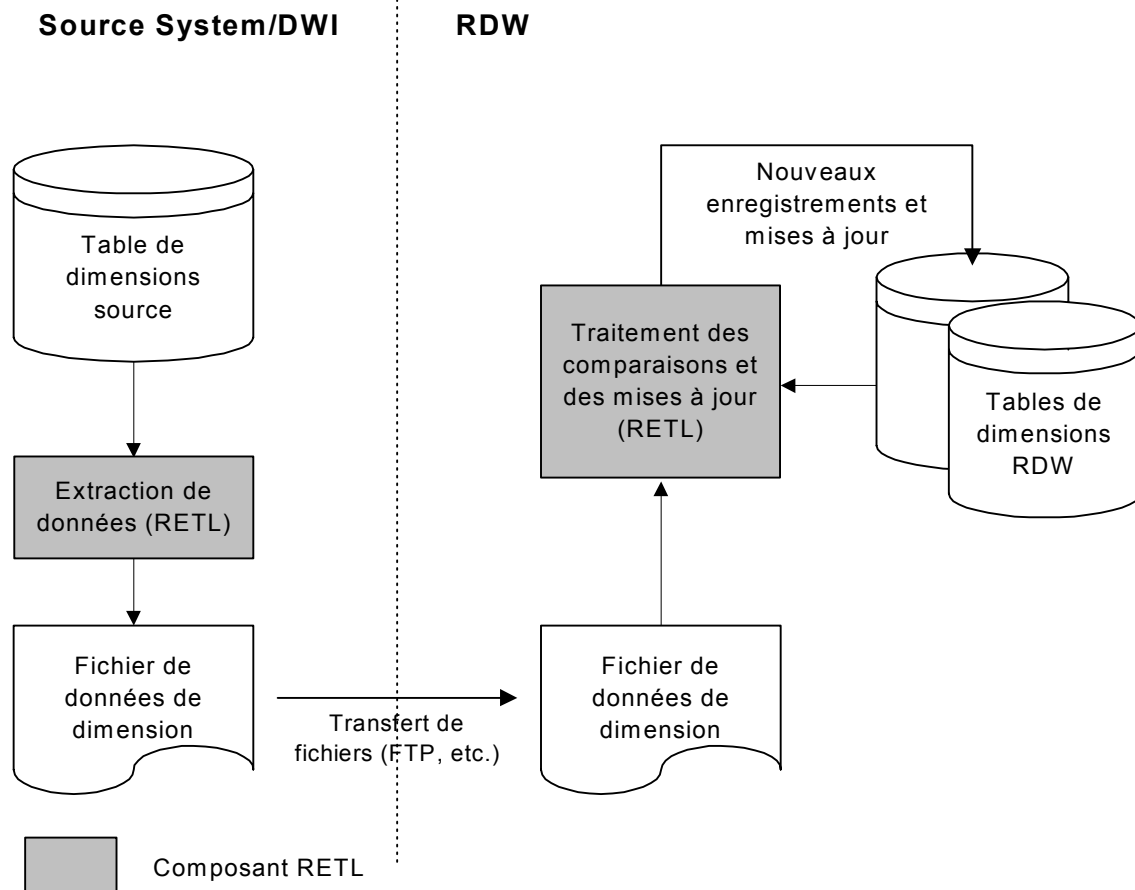 Source System/DWI
RDW
Table de
dimensions
source
Extraction de
données (RETL)
Fichier de
données de
dimension
Transfert de
fichiers (FTP, etc.)
Fichier de
données de
dimension
Traitement des
comparaisons et
des mises à jour
(RETL)
Nouveaux
enregistrements et
mises à jour
Tables de
dimensions
RDW
Composant RETL